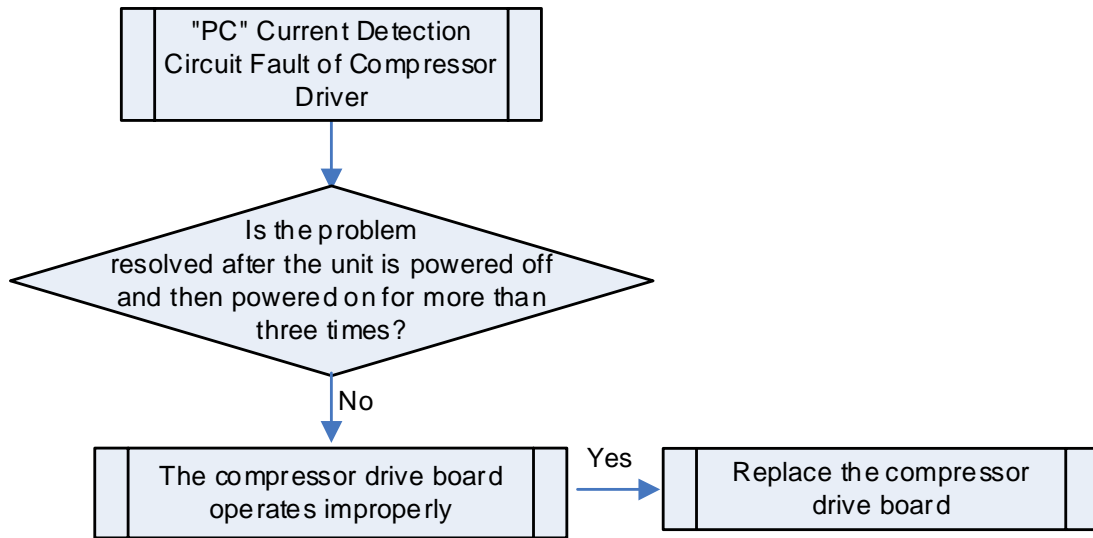 "PC" Current Detection
Circuit Fault of Compressor
Driver
Is the problem
resolved after the unit is powered off
and then powered on for more than
three times?
No
The compressor drive board
operates improperly
Yes
Replace the compressor
drive board